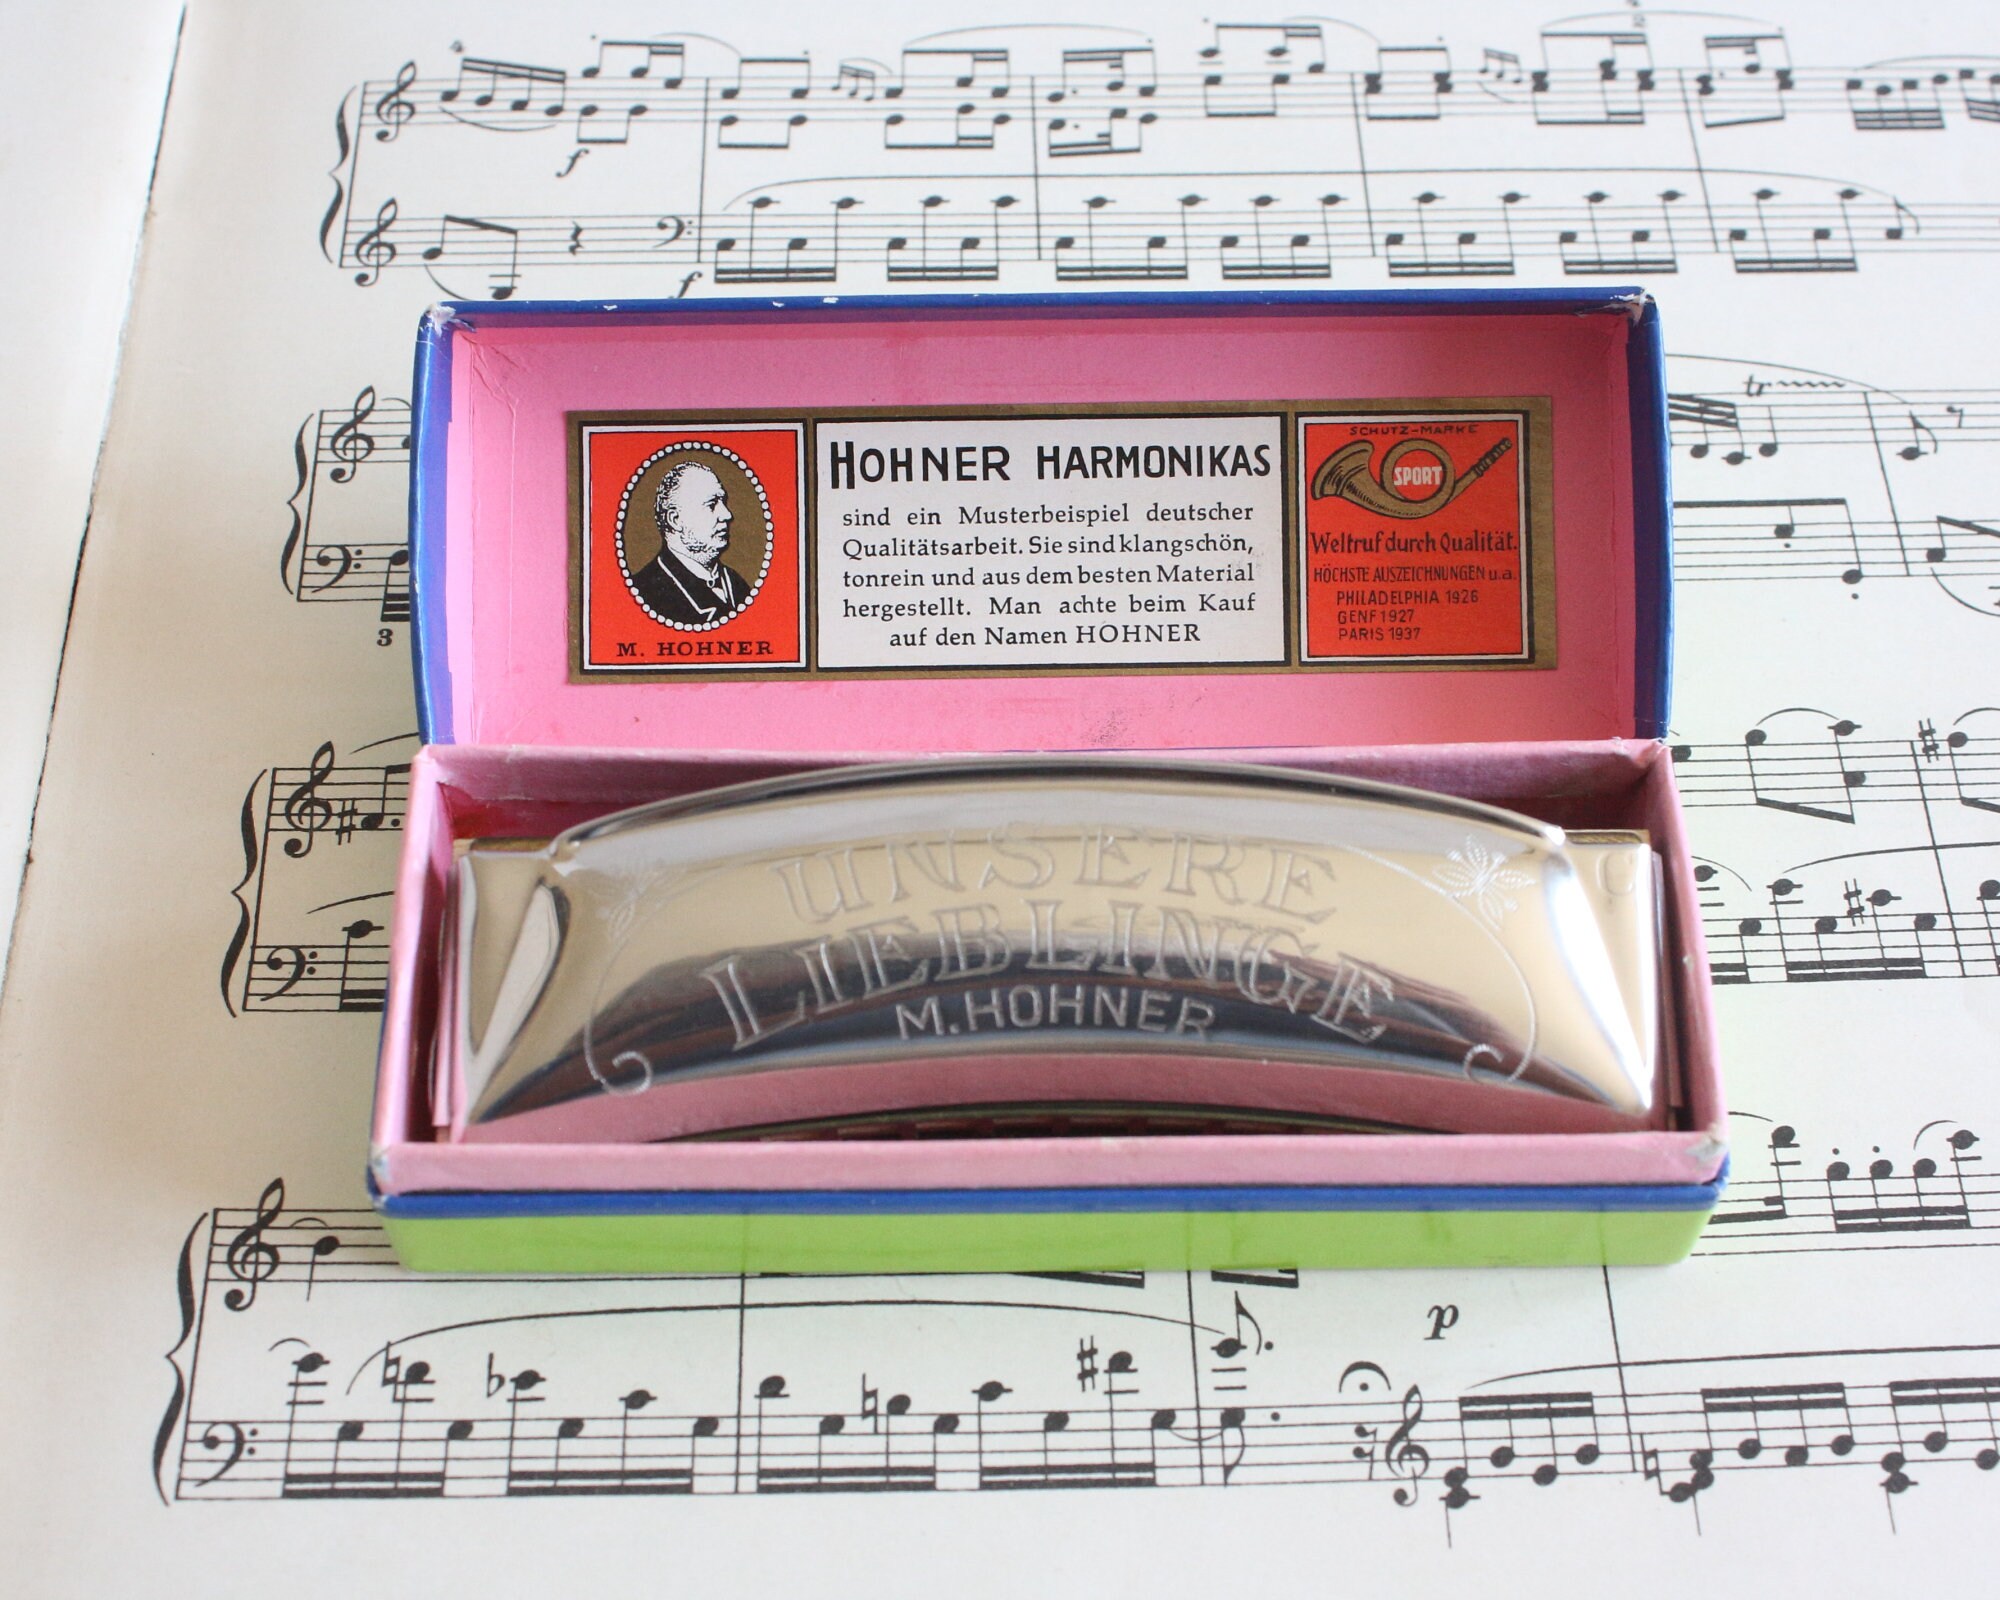 f
f
tr
3
M. HOHNER
HOHNER HARMONIKAS
sind ein Musterbeispiel deutscher
Qualitätsarbeit. Sie sind klangschön,
tonrein und aus dem besten Material
hergestellt. Man achte beim Kauf
auf den Namen HOHNER
SCHUTZ-MARKE
SPORT
Weltruf durch Qualität.
HÖCHSTE AUSZEICHNUNGEN u.a.
PHILADELPHIA 1926
GENF 1927
PARIS 1937
UNSERE
LIEBLINGE
M. HOHNER
C
p